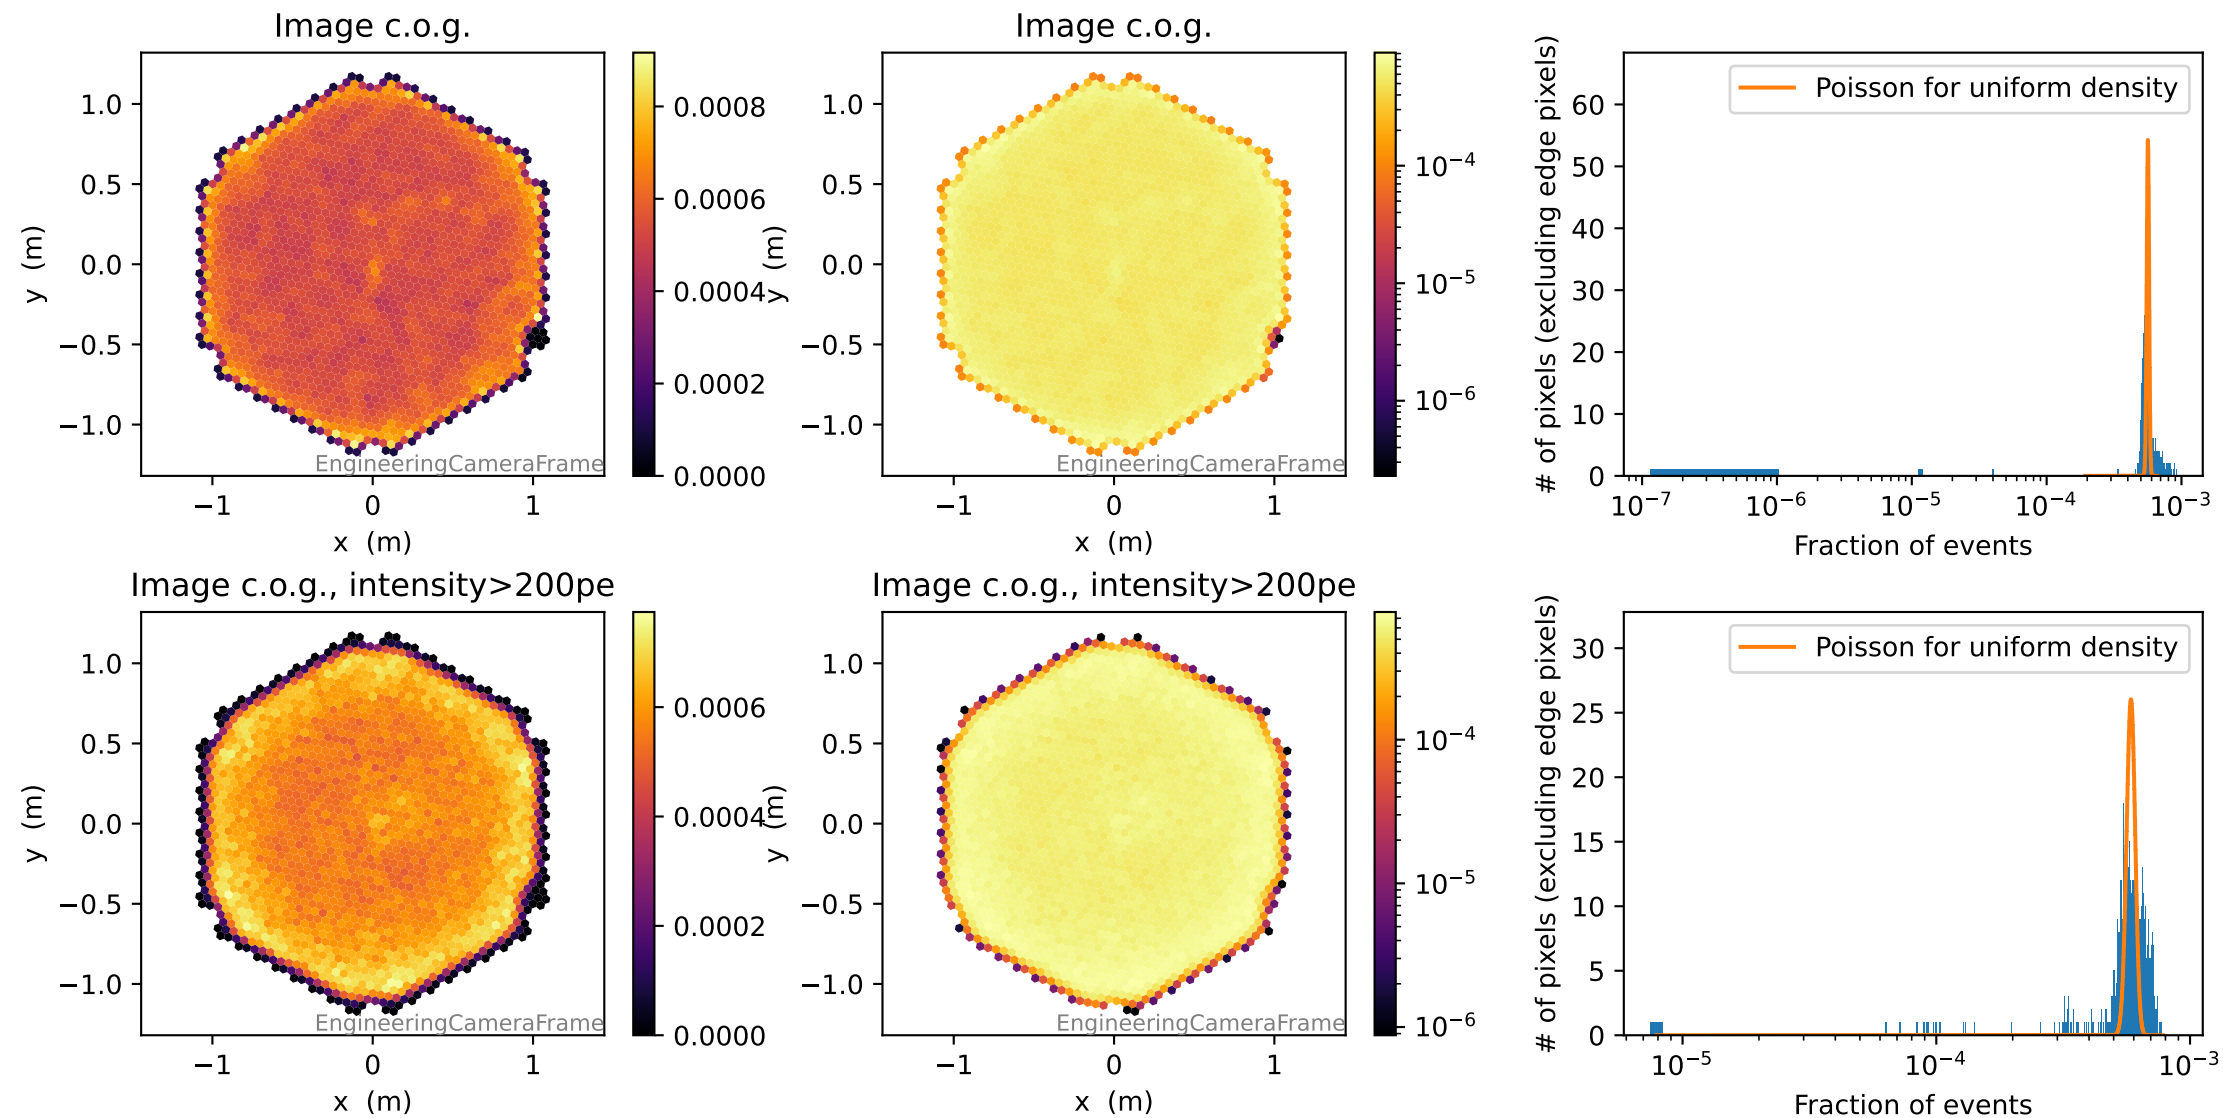 Image c.o.g.
y (m)
1.0
0.5
0.0
−0.5
−1.0
EngineeringCameraFrame
−1 0 1
x (m)
0.0008
0.0006
0.0004
0.0002
0.0000
Image c.o.g.
y (m)
1.0
0.5
0.0
−0.5
−1.0
EngineeringCameraFrame
−1 0 1
x (m)
10⁻⁴
10⁻⁵
10⁻⁶
# of pixels (excluding edge pixels)
60
50
40
30
20
10
0
Poisson for uniform density
10⁻⁷ 10⁻⁶ 10⁻⁵ 10⁻⁴ 10⁻³
Fraction of events
Image c.o.g., intensity>200pe
y (m)
1.0
0.5
0.0
−0.5
−1.0
EngineeringCameraFrame
−1 0 1
x (m)
0.0006
0.0004
0.0002
0.0000
Image c.o.g., intensity>200pe
y (m)
1.0
0.5
0.0
−0.5
−1.0
EngineeringCameraFrame
−1 0 1
x (m)
10⁻⁴
10⁻⁵
10⁻⁶
# of pixels (excluding edge pixels)
30
25
20
15
10
5
0
Poisson for uniform density
10⁻⁵ 10⁻⁴ 10⁻³
Fraction of events